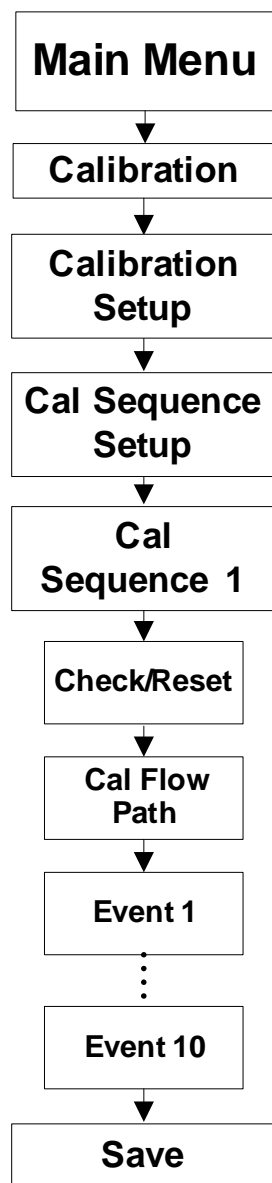 Main Menu
Calibration
Calibration
Setup
Cal Sequence
Setup
Cal
Sequence 1
Check/Reset
Cal Flow
Path
Event 1
Event 10
Save